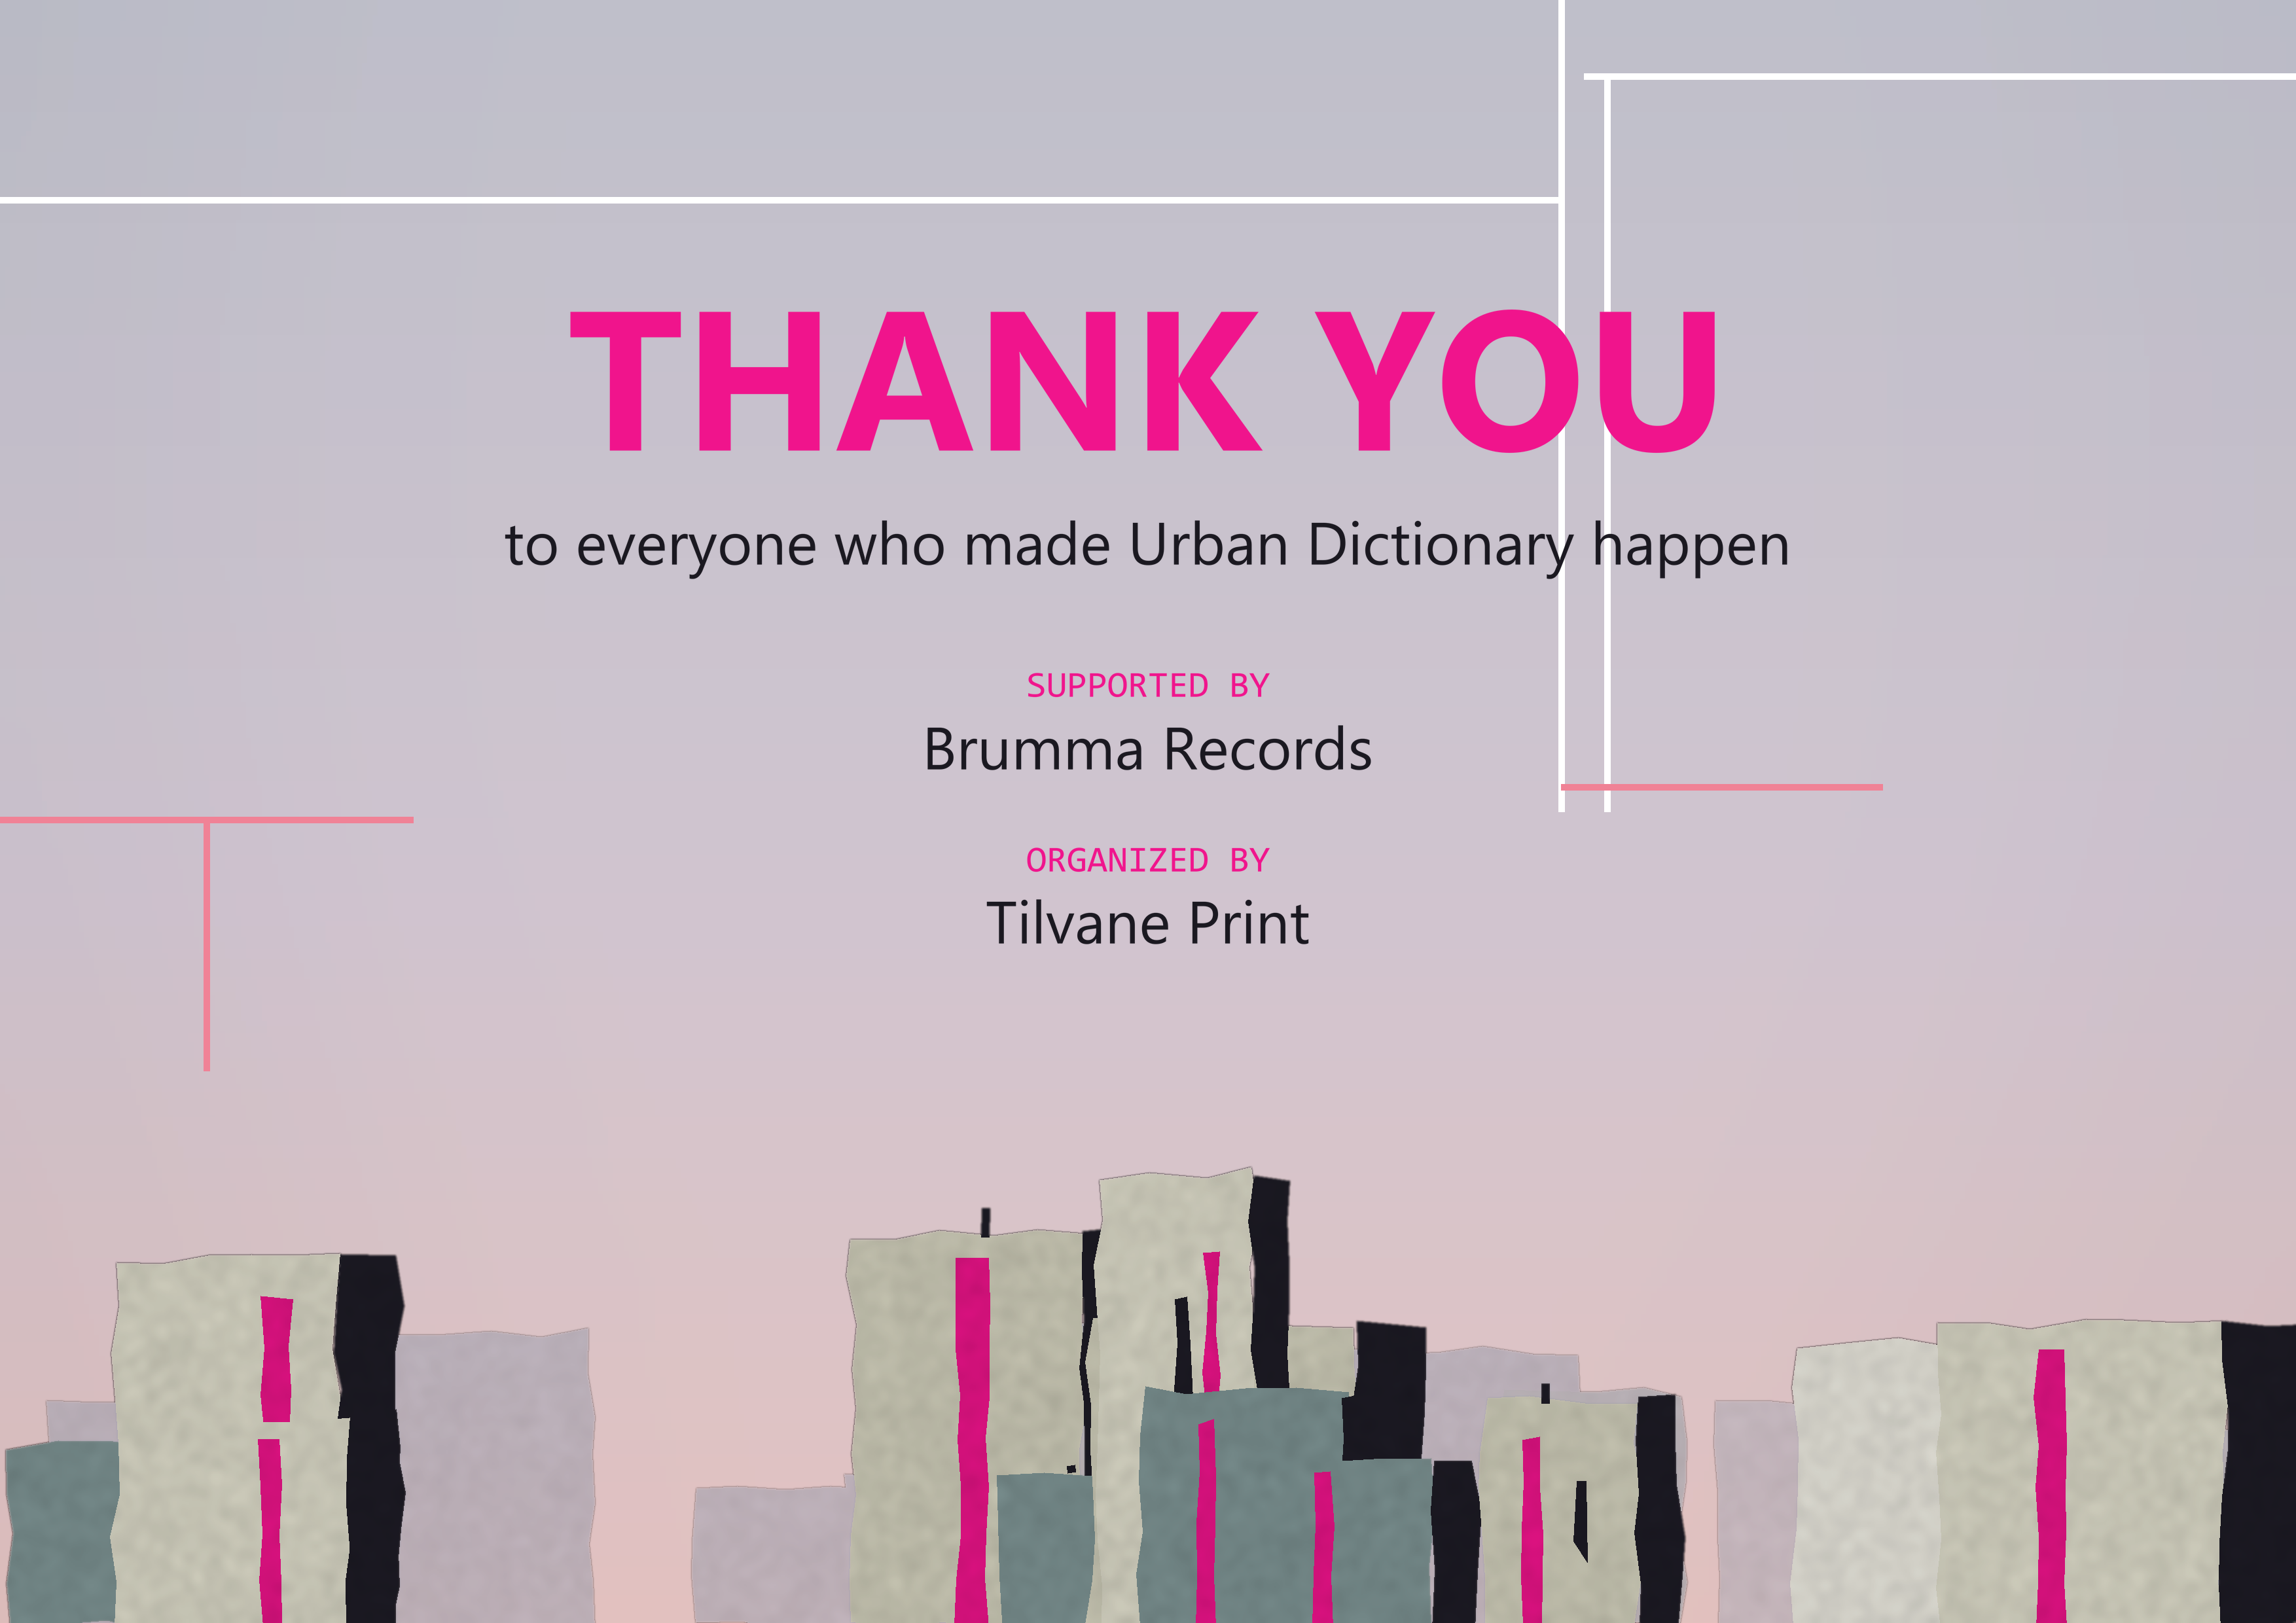 THANK YOU
to everyone who made Urban Dictionary happen
SUPPORTED BY
Brumma Records
ORGANIZED BY
Tilvane Print